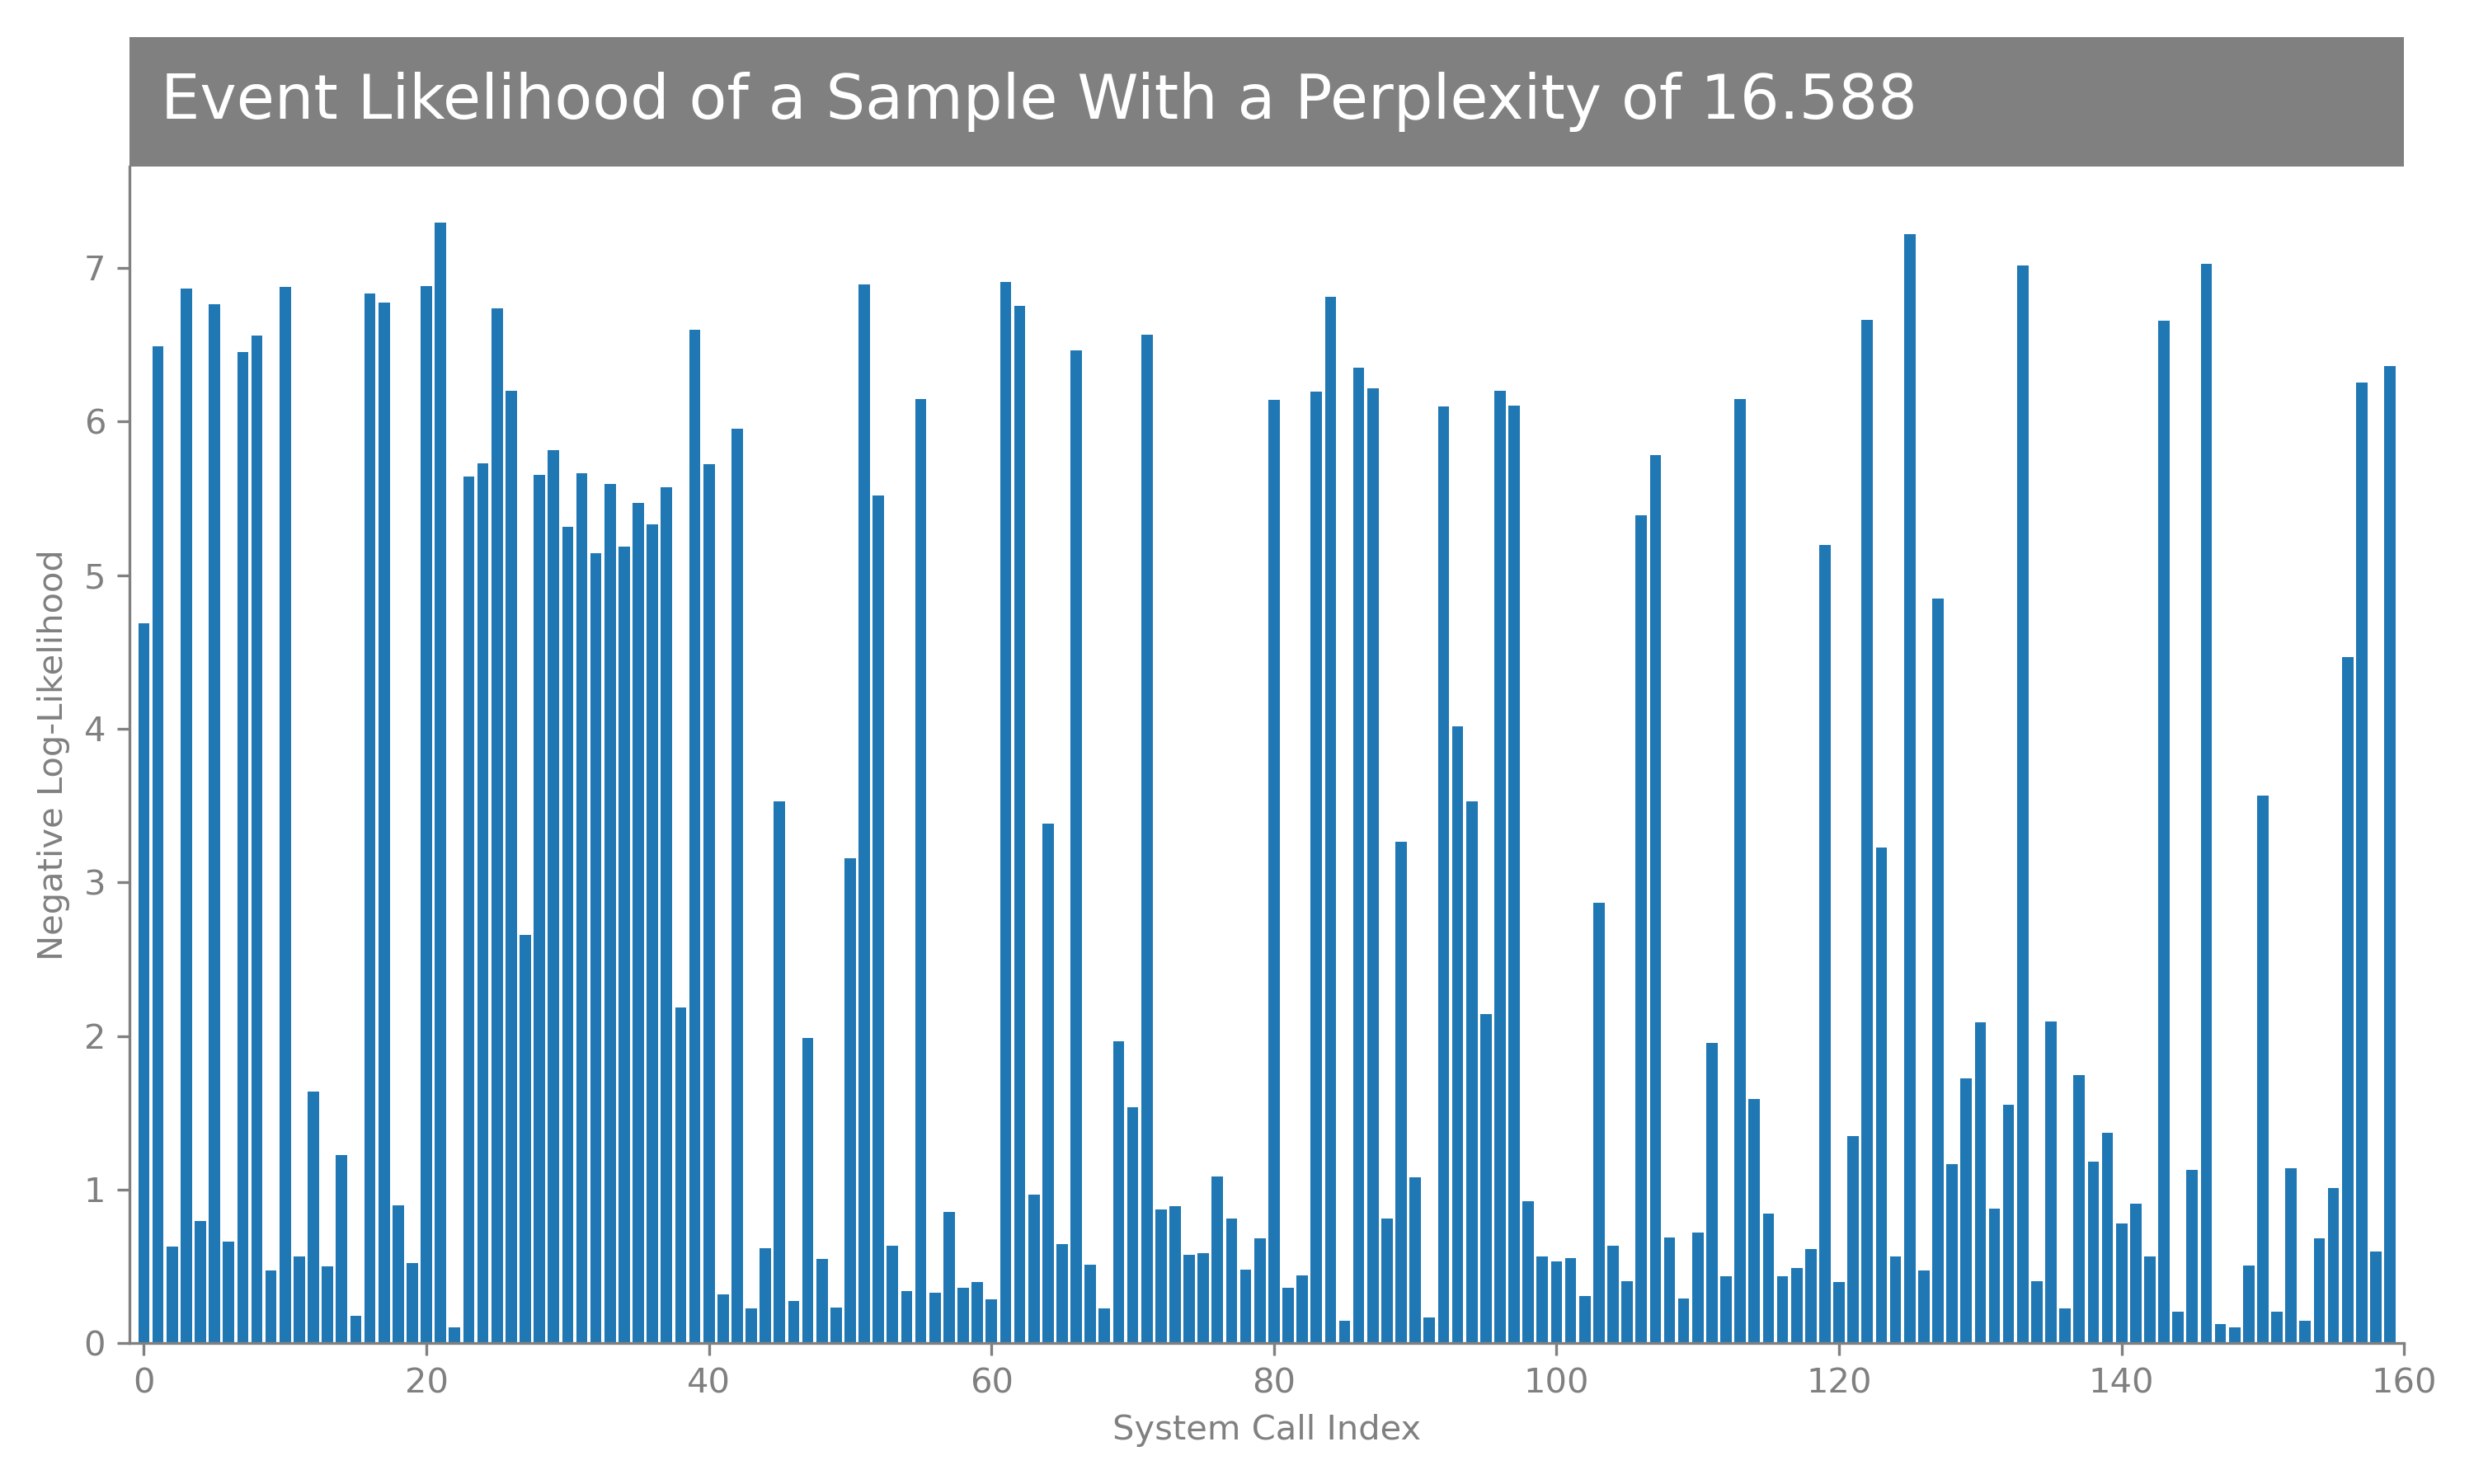 Event Likelihood of a Sample With a Perplexity of 16.588
Negative Log-Likelihood
7
6
5
4
3
2
1
0
0 20 40 60 80 100 120 140 160
System Call Index